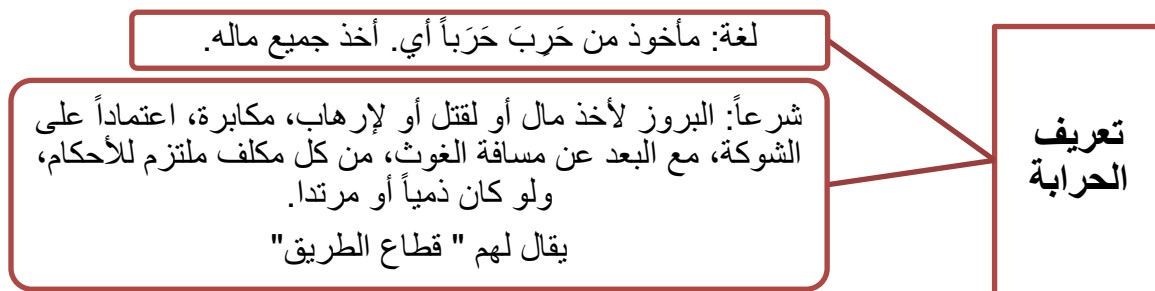 تعريف
الحرابة
لغة: مأخوذ من حَرِبَ حَرَباً أي. أخذ جميع ماله.
شرعاً: البروز لأخذ مال أو لقتل أو لإرهاب، مكابرة، اعتماداً على
الشوكة، مع البعد عن مسافة الغوث، من كل مكلف ملتزم للأحكام،
ولو كان ذمياً أو مرتدا.
يقال لهم " قطاع الطريق"